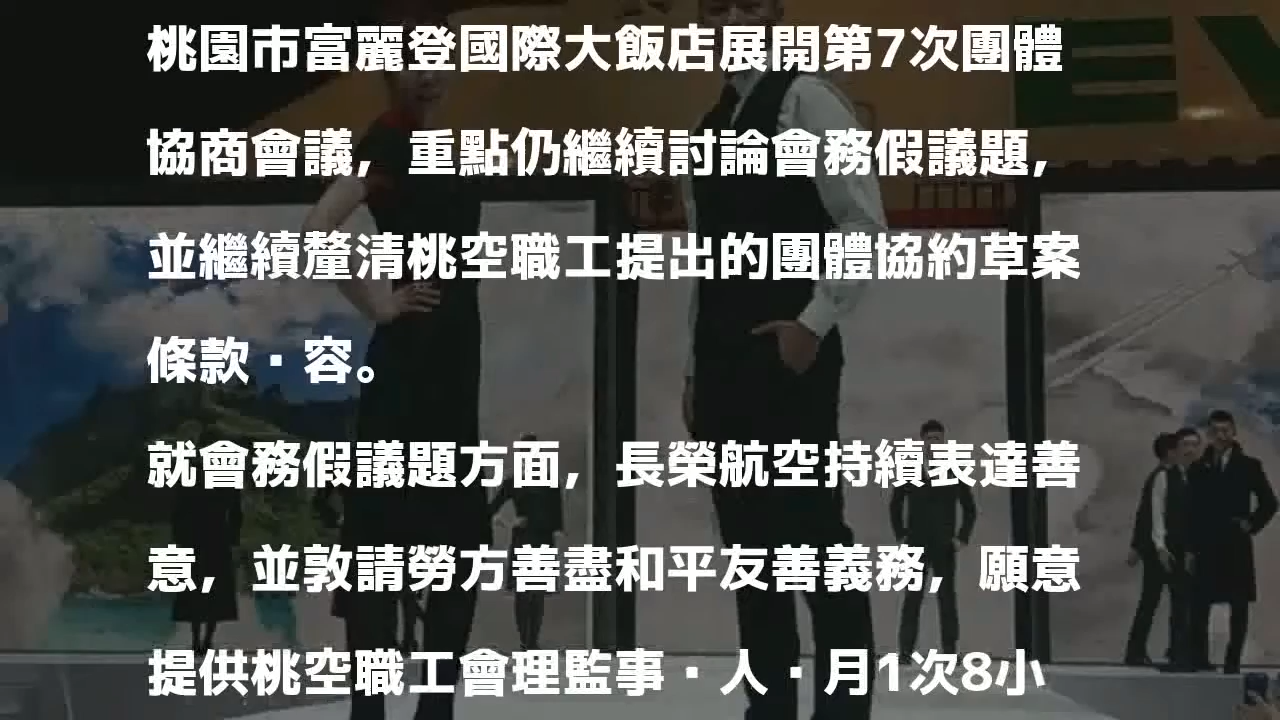 桃園市富麗登國際大飯店展開第7次團體
協商會議，重點仍繼續討論會務假議題，
並繼續釐清桃空職工提出的團體協約草案
條款▪容。
就會務假議題方面，長榮航空持續表達善
意，並敦請勞方善盡和平友善義務，願意
提供桃空職工會理監事▪人▪月1次8小
EV